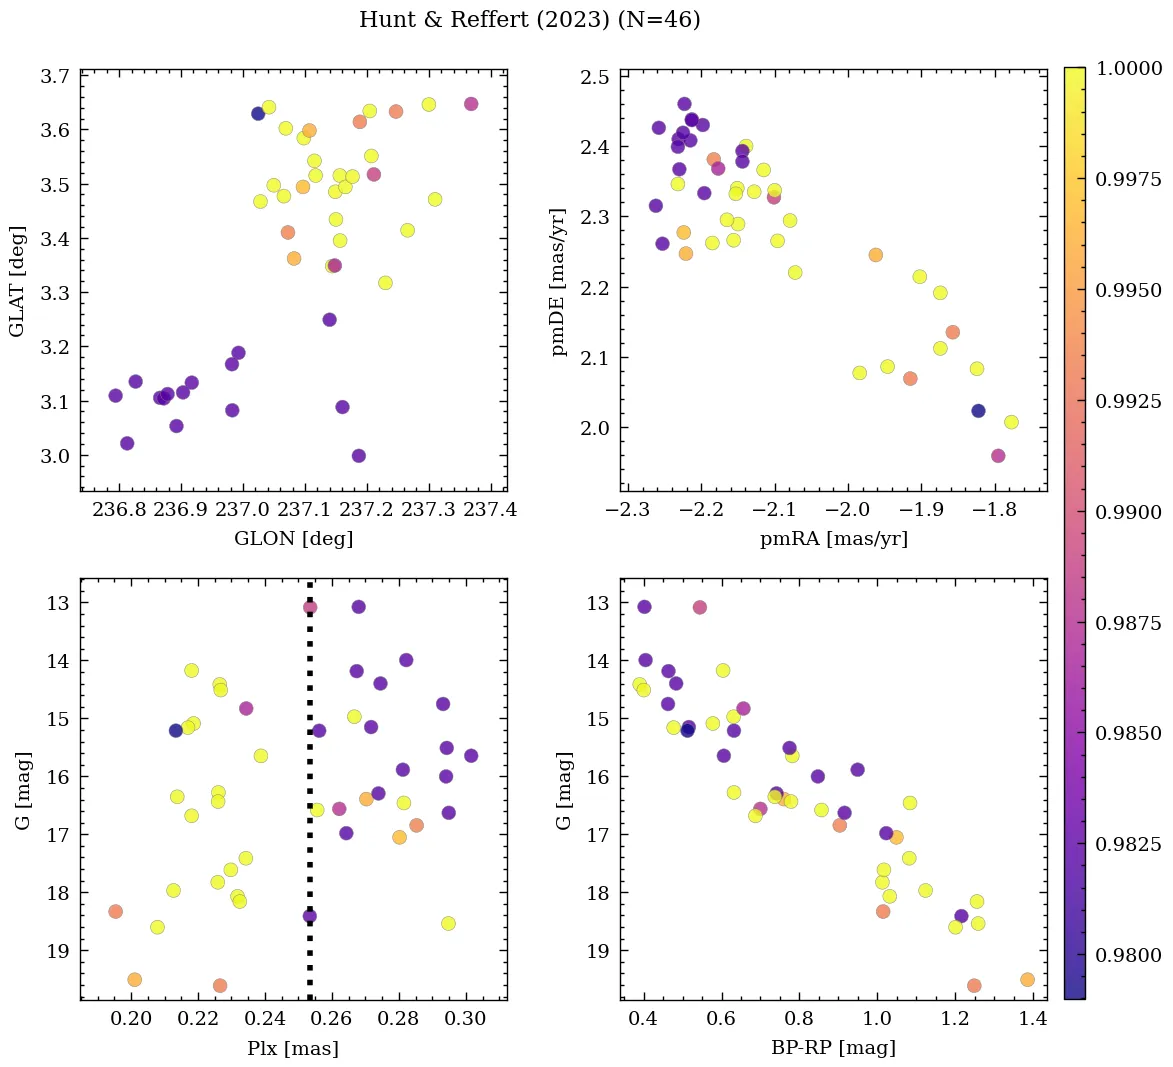 Hunt & Reffert (2023) (N=46)
3.7
3.6
3.5
3.4
3.3
3.2
3.1
3.0
GLAT [deg]
236.8 236.9 237.0 237.1 237.2 237.3 237.4
GLON [deg]
2.5
2.4
2.3
2.2
2.1
2.0
pmDE [mas/yr]
−2.3 −2.2 −2.1 −2.0 −1.9 −1.8
pmRA [mas/yr]
13
14
15
16
17
18
19
G [mag]
0.20 0.22 0.24 0.26 0.28 0.30
Plx [mas]
13
14
15
16
17
18
19
G [mag]
0.4 0.6 0.8 1.0 1.2 1.4
BP-RP [mag]
1.0000
0.9975
0.9950
0.9925
0.9900
0.9875
0.9850
0.9825
0.9800